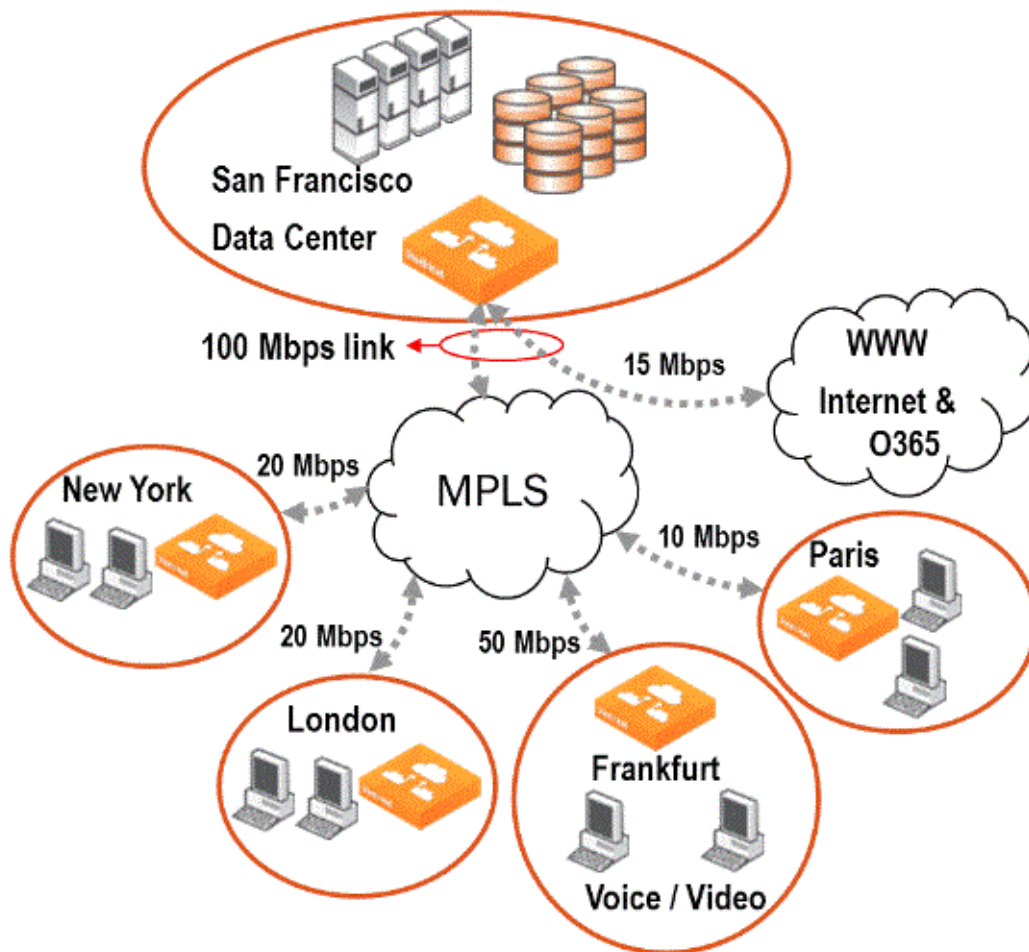 San Francisco
Data Center
100 Mbps link
15 Mbps
WWW
Internet &
O365
20 Mbps
New York
MPLS
10 Mbps
Paris
20 Mbps
50 Mbps
London
Frankfurt
Voice / Video